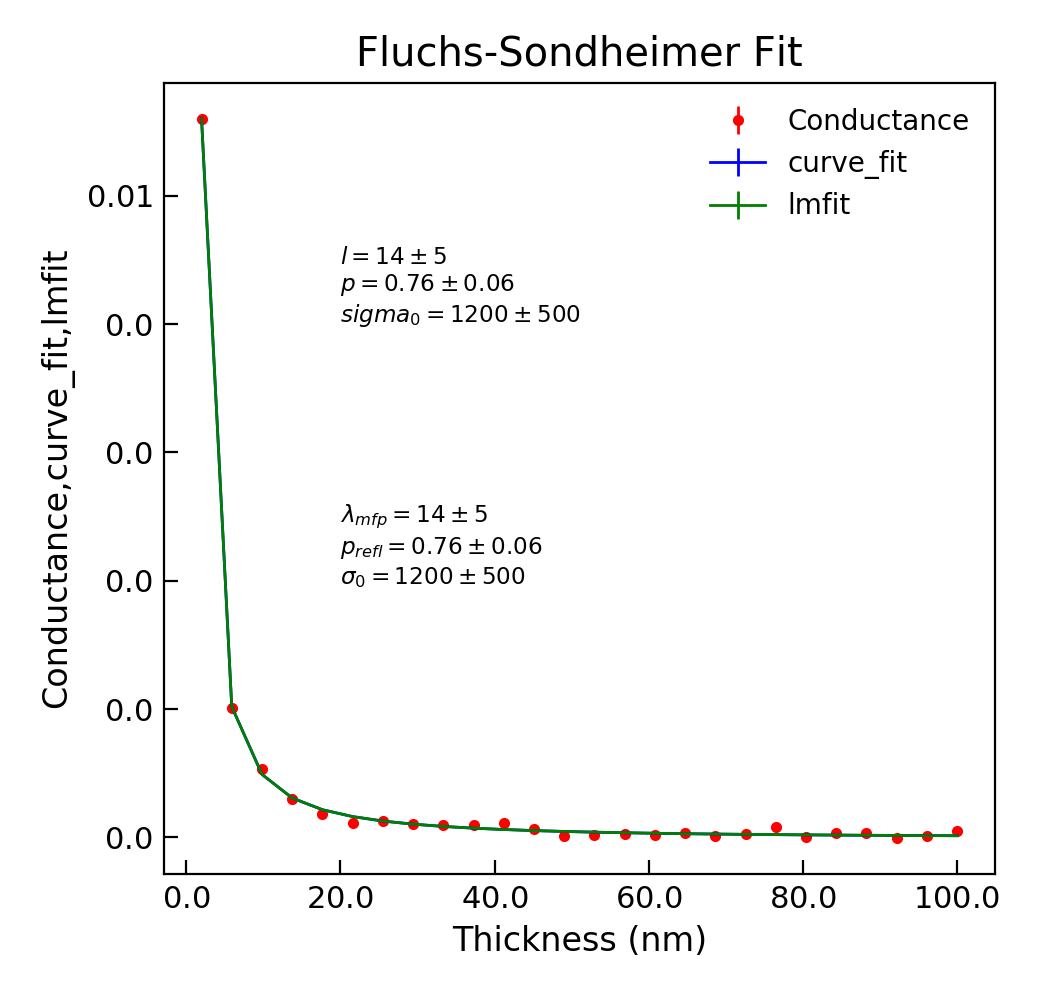 Fluchs-Sondheimer Fit
Conductance
curve_fit
lmfit
0.01
0.0
0.0
0.0
0.0
0.0
Conductance,curve_fit,lmfit
l = 14 ± 5
p = 0.76 ± 0.06
sigma₀ = 1200 ± 500
λ_mfp = 14 ± 5
p_refl = 0.76 ± 0.06
σ₀ = 1200 ± 500
0.0 20.0 40.0 60.0 80.0 100.0
Thickness (nm)